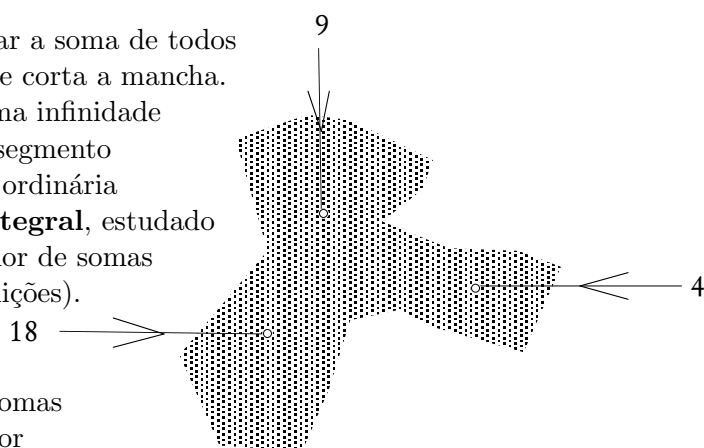 9
ar a soma de todos
e corta a mancha.
ma infinidade
segmento
ordinária
tegral, estudado
or de somas
ições).
18
4
omas
or